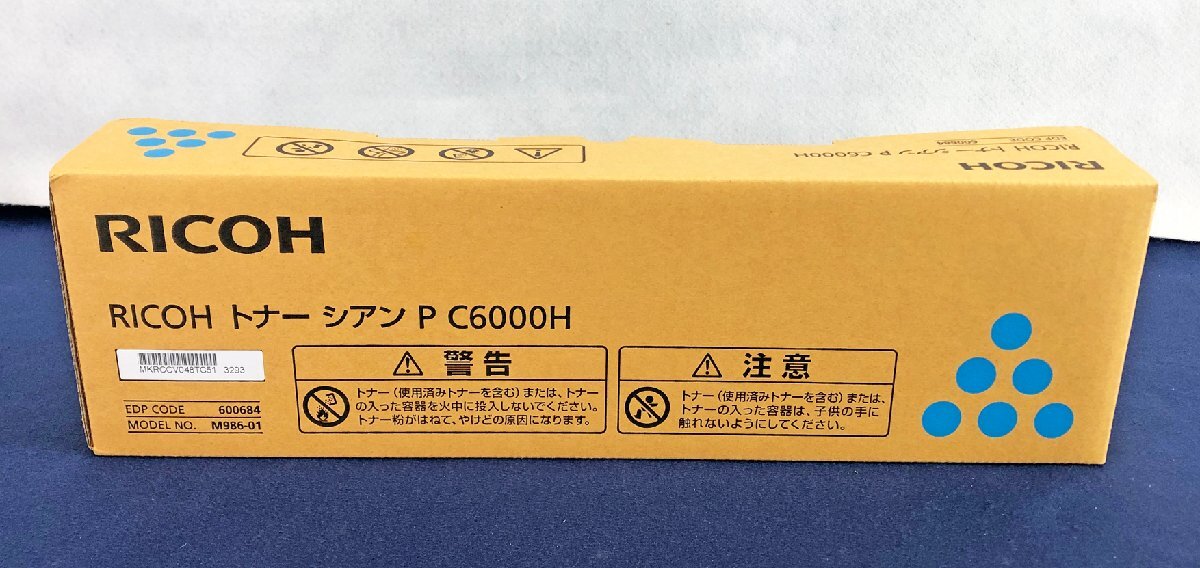 RICOH
RICOH トナー シアン P C6000H
EDP CODE 600684
RICOH
RICOH トナー シアン P C6000H
MKRCCV048TC51 3293
EDP CODE 600684
MODEL NO. M986-01
警告
トナー(使用済みトナーを含む)または、トナー
の入った容器を火中に投入しないでください。
トナー粉がはねて、やけどの原因になります。
注意
トナー(使用済みトナーを含む)または、
トナーの入った容器は、子供の手に
触れないようにしてください。